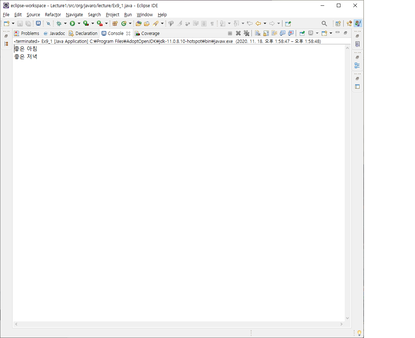 eclipse-workspace - Lecture1/src/org/javaro/lecture/Ex9_1.java - Eclipse IDE
File Edit Source Refactor Navigate Search Project Run Window Help
Problems Javadoc Declaration Console Coverage
<terminated> Ex9_1 [Java Application] C:\Program Files\AdoptOpenJDK\jdk-11.0.8.10-hotspot\bin\javaw.exe (2020. 11. 19. 오후 1:58:47 – 오후 1:58:48)
좋은 아침
좋은 저녁